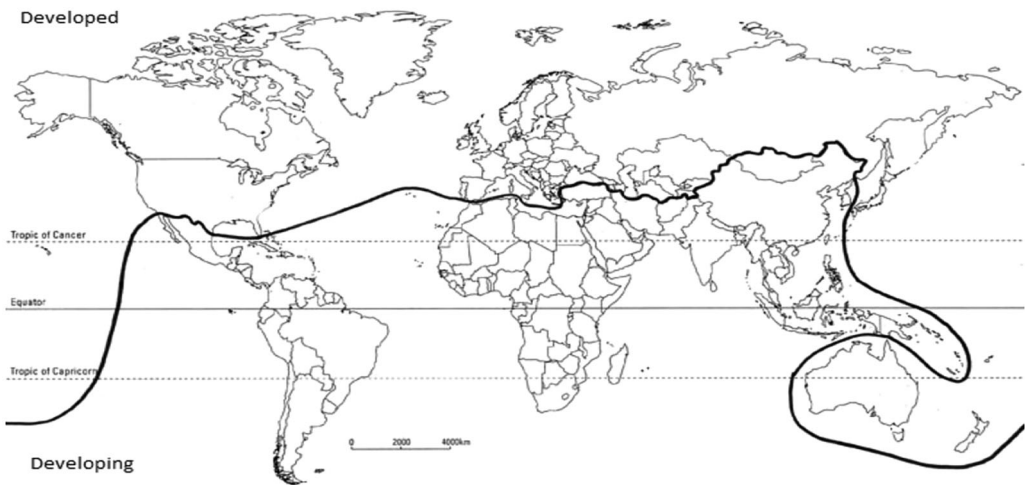 Developed
Tropic of Cancer
Equator
Tropic of Capricorn
0 2000 4000km
Developing